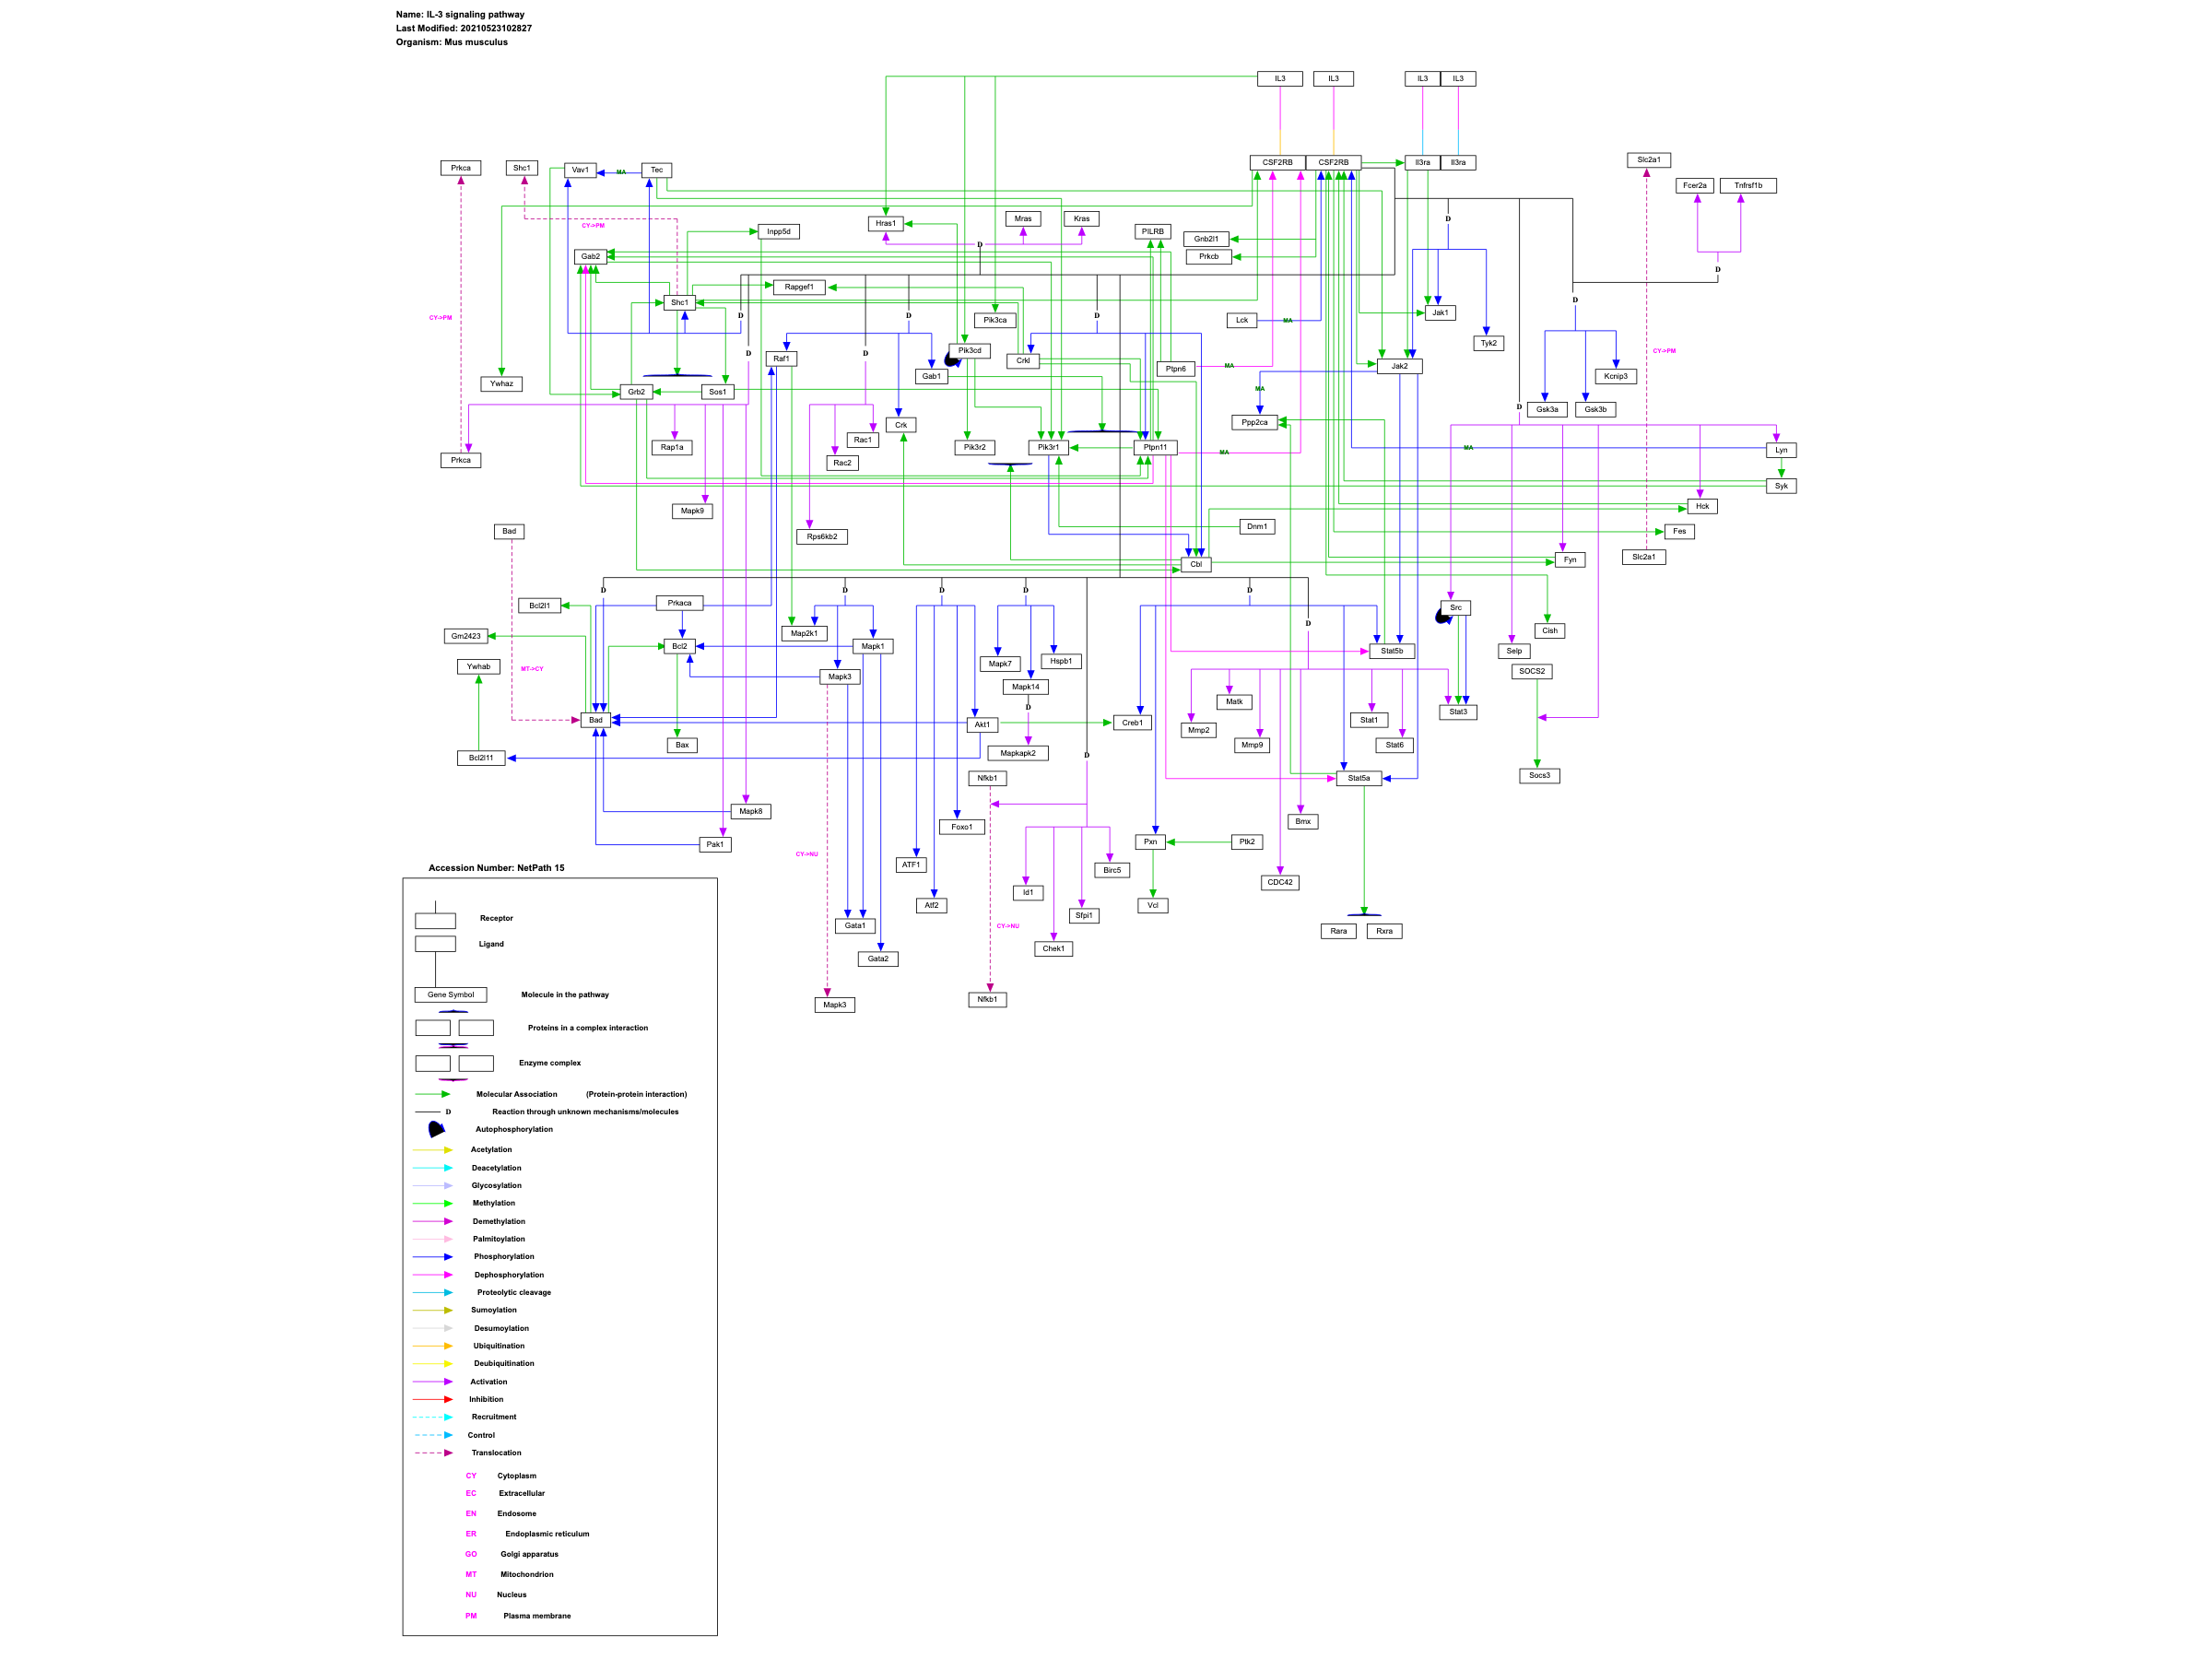 Name: IL-3 signaling pathway
Last Modified: 20210523102827
Organism: Mus musculus
IL3 IL3 IL3 IL3
CSF2RB CSF2RB Il3ra Il3ra
Prkca Shc1 Vav1 MA Tec Slc2a1
Fcer2a Tnfrsf1b
CY->PM Inpp5d Hras1 Mras Kras PILRB Gnb2l1 D
D
Gab2 Prkcb
D
Rapgef1
Shc1 D
CY->PM D D D Pik3ca Lck MA Jak1
Tyk2 CY->PM
D Raf1 D Pik3cd Crkl
Ptpn6 MA Jak2
Ywhaz Gab1 Kcnip3
Grb2 Sos1 MA
D Gsk3a Gsk3b
Crk Ppp2ca
Rap1a Rac1 Pik3r2 Pik3r1 Ptpn11 MA MA Lyn
Prkca Rac2
Syk
Mapk9 Hck
Bad Rps6kb2 Dnm1 Fes
Cbl Fyn Slc2a1
D D D D D
Bcl2l1 Prkaca Src
D
Gm2423 Map2k1 Cish
Bcl2 Mapk1 Stat5b Selp
Ywhab MT->CY Mapk7 Hspb1 SOCS2
Mapk3 Mapk14
Matk
D Stat3
Bad Akt1 Creb1 Stat1
Mmp2
Bax Mapkapk2 Mmp9 Stat6
Bcl2l11 D
Nfkb1 Stat5a Socs3
Mapk8
Foxo1 Bmx
Pak1 Pxn Ptk2
CY->NU
ATF1 Birc5
Accession Number: NetPath 15
CDC42
Id1
Atf2 Vcl
Sfpi1
Receptor Gata1 CY->NU
Rara Rxra
Ligand Chek1
Gata2
Gene Symbol Molecule in the pathway
Mapk3 Nfkb1
Proteins in a complex interaction
Enzyme complex
Molecular Association (Protein-protein interaction)
D Reaction through unknown mechanisms/molecules
Autophosphorylation
Acetylation
Deacetylation
Glycosylation
Methylation
Demethylation
Palmitoylation
Phosphorylation
Dephosphorylation
Proteolytic cleavage
Sumoylation
Desumoylation
Ubiquitination
Deubiquitination
Activation
Inhibition
Recruitment
Control
Translocation
CY Cytoplasm
EC Extracellular
EN Endosome
ER Endoplasmic reticulum
GO Golgi apparatus
MT Mitochondrion
NU Nucleus
PM Plasma membrane